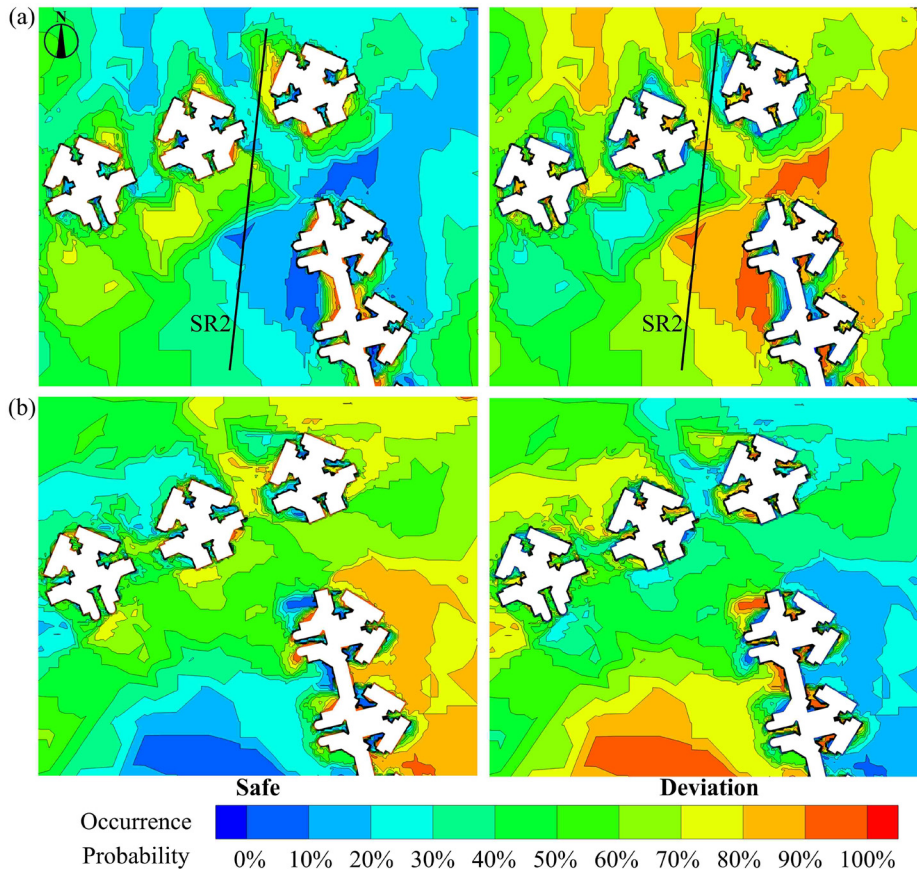 (a)
N
SR2
SR2
(b)
Safe Deviation
Occurrence
Probability
0% 10% 20% 30% 40% 50% 60% 70% 80% 90% 100%